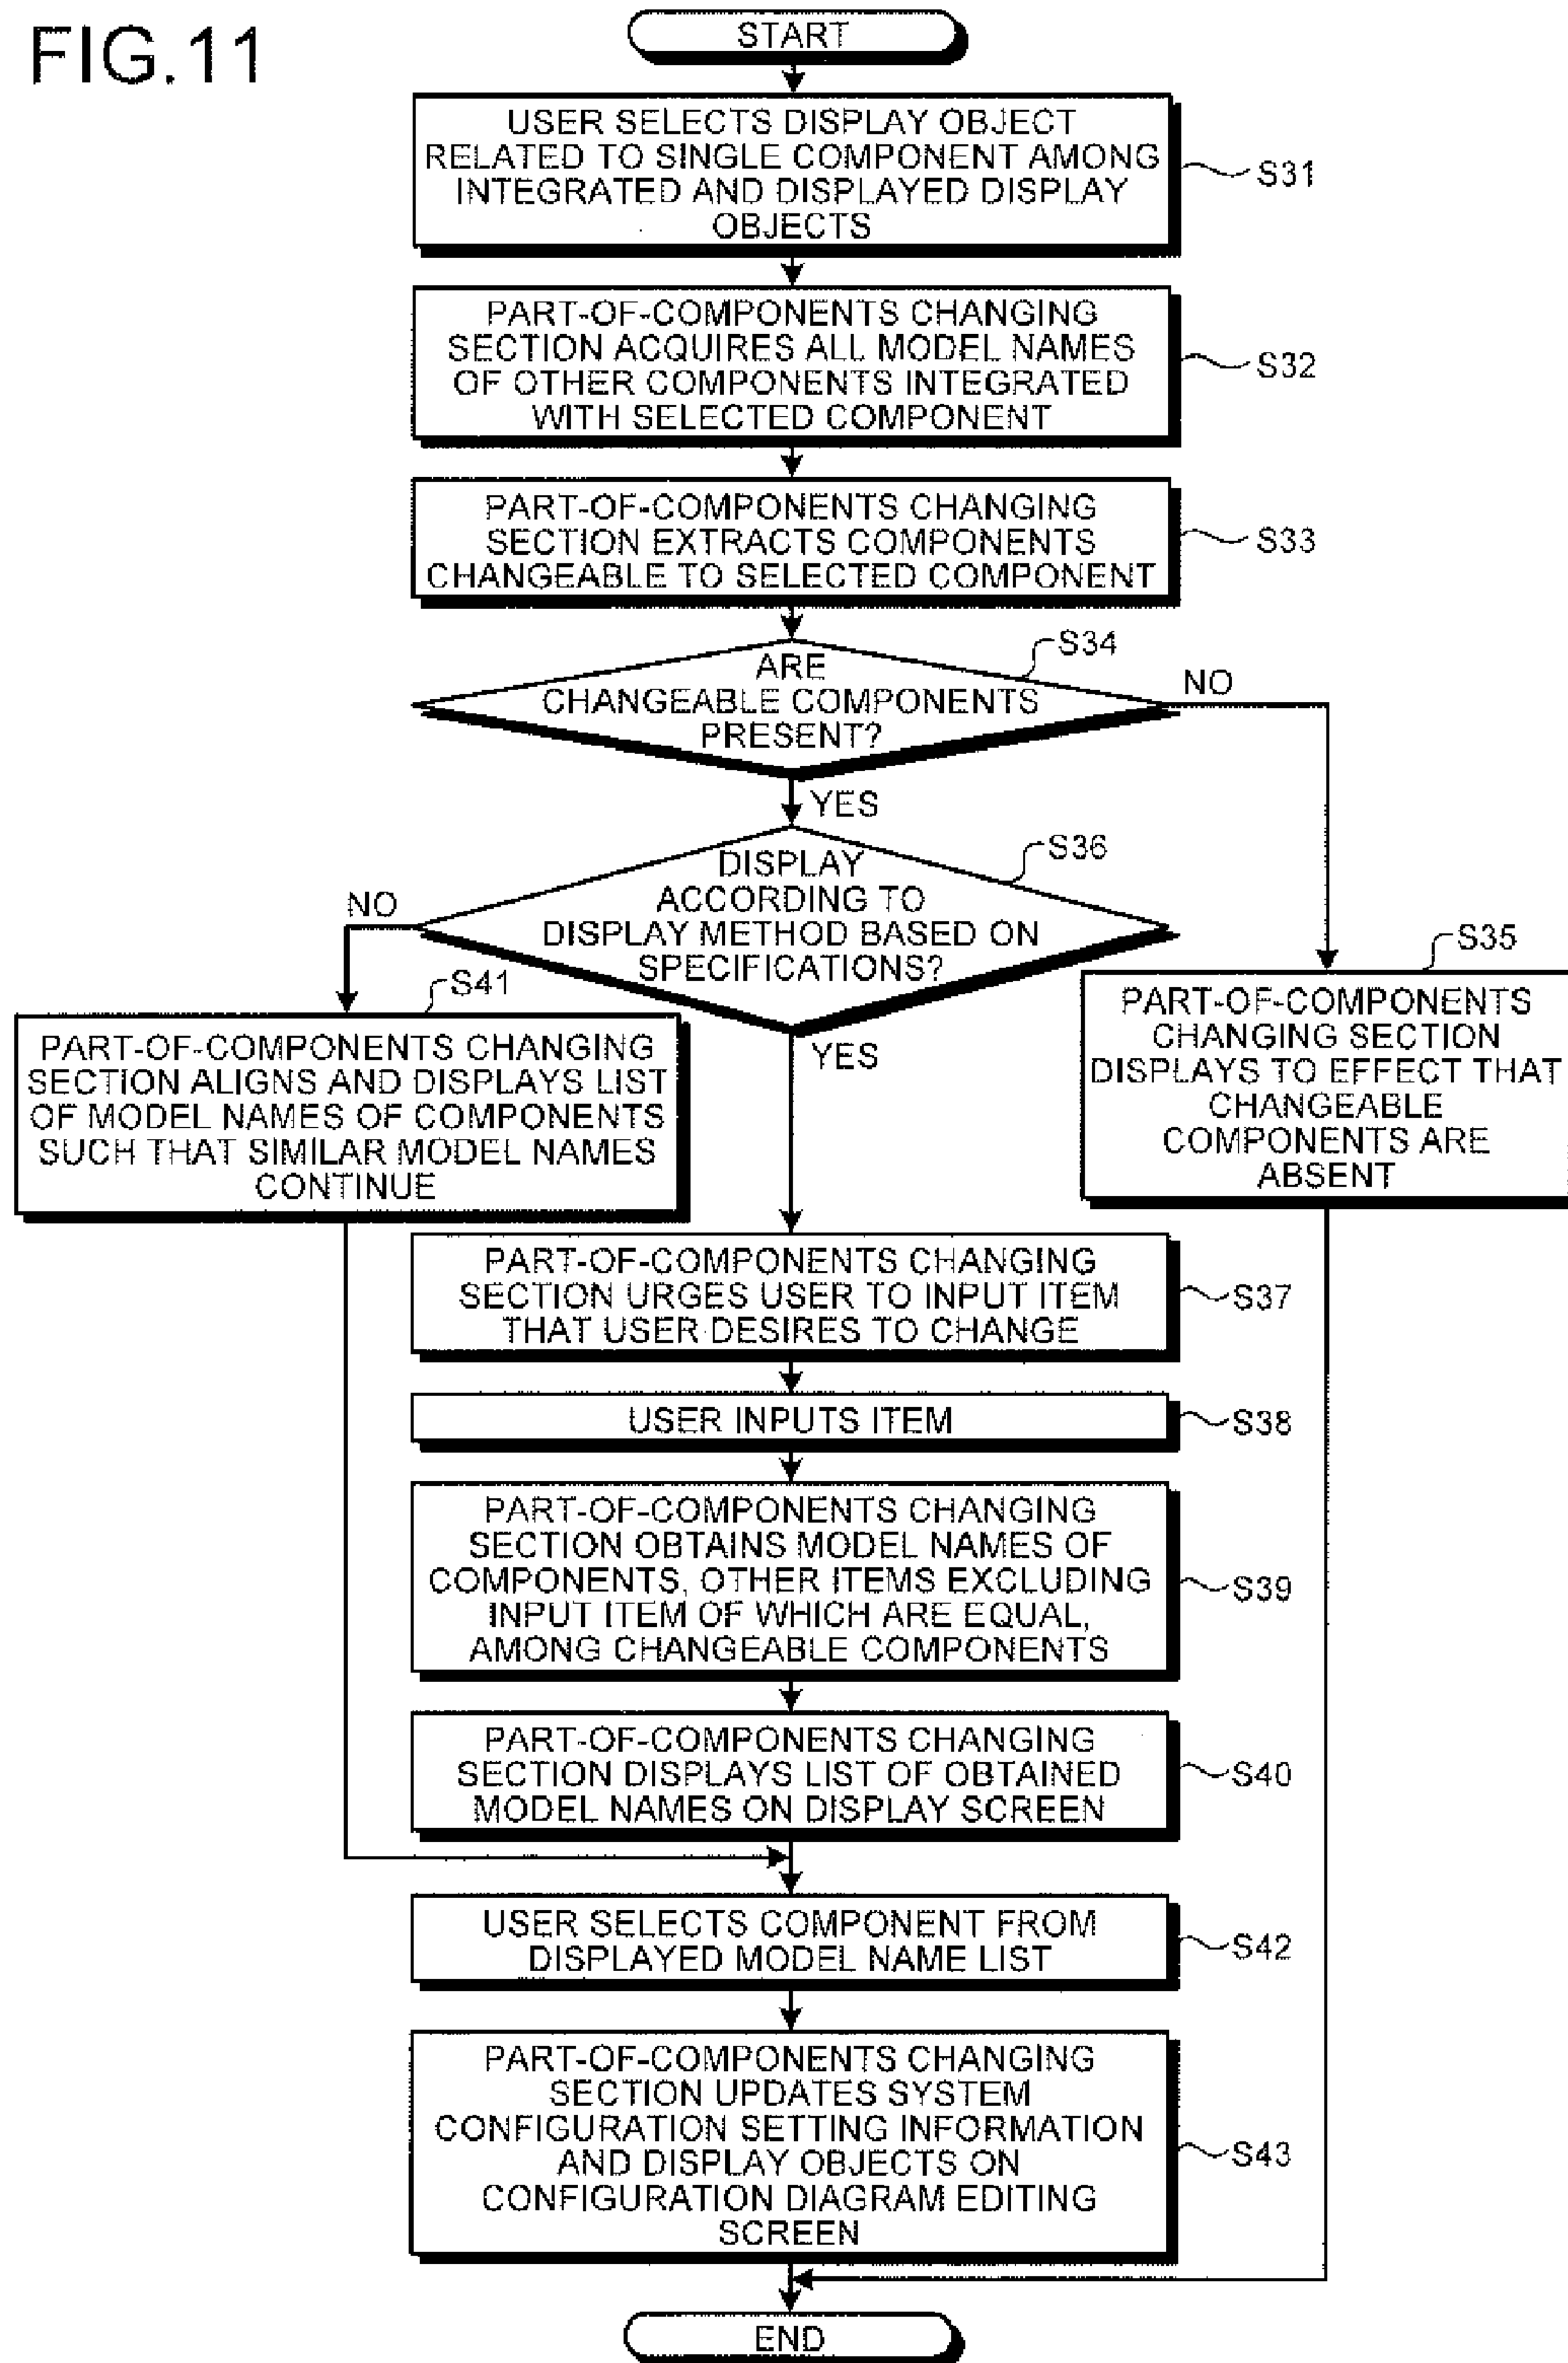 FIG.11
START
USER SELECTS DISPLAY OBJECT
RELATED TO SINGLE COMPONENT AMONG
INTEGRATED AND DISPLAYED DISPLAY
OBJECTS
S31
PART-OF-COMPONENTS CHANGING
SECTION ACQUIRES ALL MODEL NAMES
OF OTHER COMPONENTS INTEGRATED
WITH SELECTED COMPONENT
S32
PART-OF-COMPONENTS CHANGING
SECTION EXTRACTS COMPONENTS
CHANGEABLE TO SELECTED COMPONENT
S33
ARE
CHANGEABLE COMPONENTS
PRESENT?
S34
NO
YES
DISPLAY
ACCORDING TO
DISPLAY METHOD BASED ON
SPECIFICATIONS?
S36
NO
YES
S35
PART-OF-COMPONENTS
CHANGING SECTION
DISPLAYS TO EFFECT THAT
CHANGEABLE
COMPONENTS ARE
ABSENT
S41
PART-OF-COMPONENTS CHANGING
SECTION ALIGNS AND DISPLAYS LIST
OF MODEL NAMES OF COMPONENTS
SUCH THAT SIMILAR MODEL NAMES
CONTINUE
PART-OF-COMPONENTS CHANGING
SECTION URGES USER TO INPUT ITEM
THAT USER DESIRES TO CHANGE
S37
USER INPUTS ITEM
S38
PART-OF-COMPONENTS CHANGING
SECTION OBTAINS MODEL NAMES OF
COMPONENTS, OTHER ITEMS EXCLUDING
INPUT ITEM OF WHICH ARE EQUAL,
AMONG CHANGEABLE COMPONENTS
S39
PART-OF-COMPONENTS CHANGING
SECTION DISPLAYS LIST OF OBTAINED
MODEL NAMES ON DISPLAY SCREEN
S40
USER SELECTS COMPONENT FROM
DISPLAYED MODEL NAME LIST
S42
PART-OF-COMPONENTS CHANGING
SECTION UPDATES SYSTEM
CONFIGURATION SETTING INFORMATION
AND DISPLAY OBJECTS ON
CONFIGURATION DIAGRAM EDITING
SCREEN
S43
END